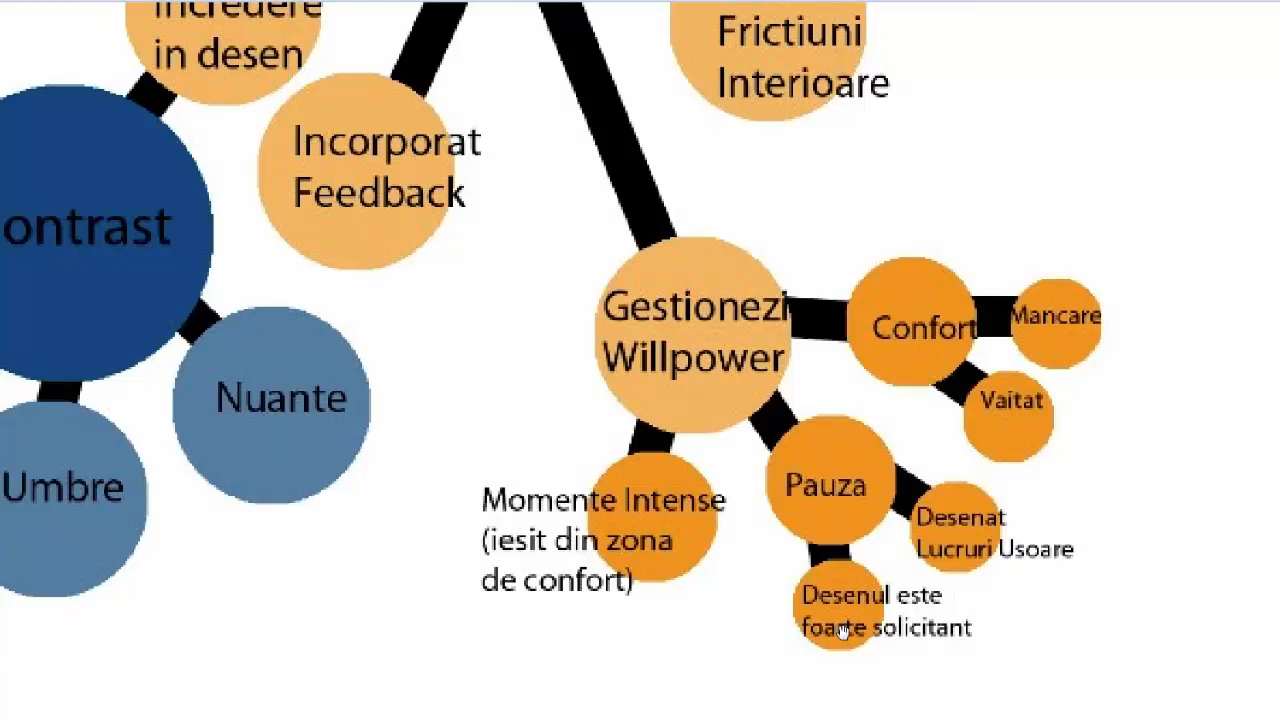 Incredere
in desen
Frictiuni
Interioare
Incorporat
Feedback
ontrast
Gestionezi
Willpower
Confort
Mancare
Vaitat
Nuante
Umbre
Pauza
Momente Intense
(iesit din zona
de confort)
Desenat
Lucruri Usoare
Desenul este
foarte solicitant